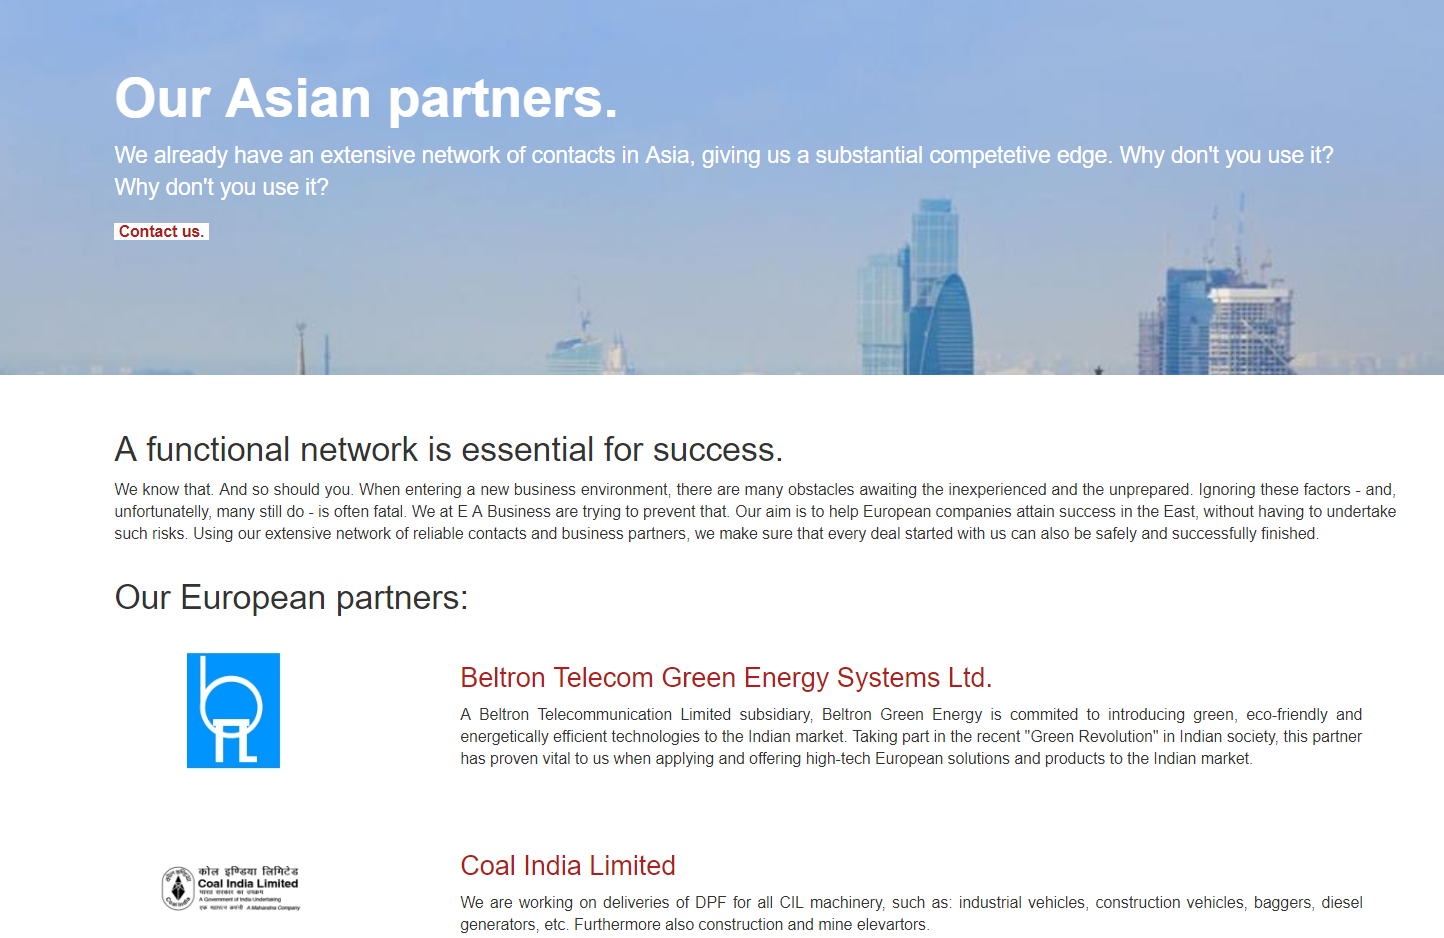 Our Asian partners.
We already have an extensive network of contacts in Asia, giving us a substantial competetive edge. Why don't you use it?
Why don't you use it?
Contact us.
A functional network is essential for success.
We know that. And so should you. When entering a new business environment, there are many obstacles awaiting the inexperienced and the unprepared. Ignoring these factors - and,
unfortunatelly, many still do - is often fatal. We at E A Business are trying to prevent that. Our aim is to help European companies attain success in the East, without having to undertake
such risks. Using our extensive network of reliable contacts and business partners, we make sure that every deal started with us can also be safely and successfully finished.
Our European partners:
Beltron Telecom Green Energy Systems Ltd.
A Beltron Telecommunication Limited subsidiary, Beltron Green Energy is commited to introducing green, eco-friendly and
energetically efficient technologies to the Indian market. Taking part in the recent "Green Revolution" in Indian society, this partner
has proven vital to us when applying and offering high-tech European solutions and products to the Indian market.
कोल इण्डिया लिमिटेड
Coal India Limited
भारत सरकार का उपक्रम
A Government of India Undertaking
एक महारत्न कंपनी A Maharatna Company
Coal India Limited
We are working on deliveries of DPF for all CIL machinery, such as: industrial vehicles, construction vehicles, baggers, diesel
generators, etc. Furthermore also construction and mine elevartors.